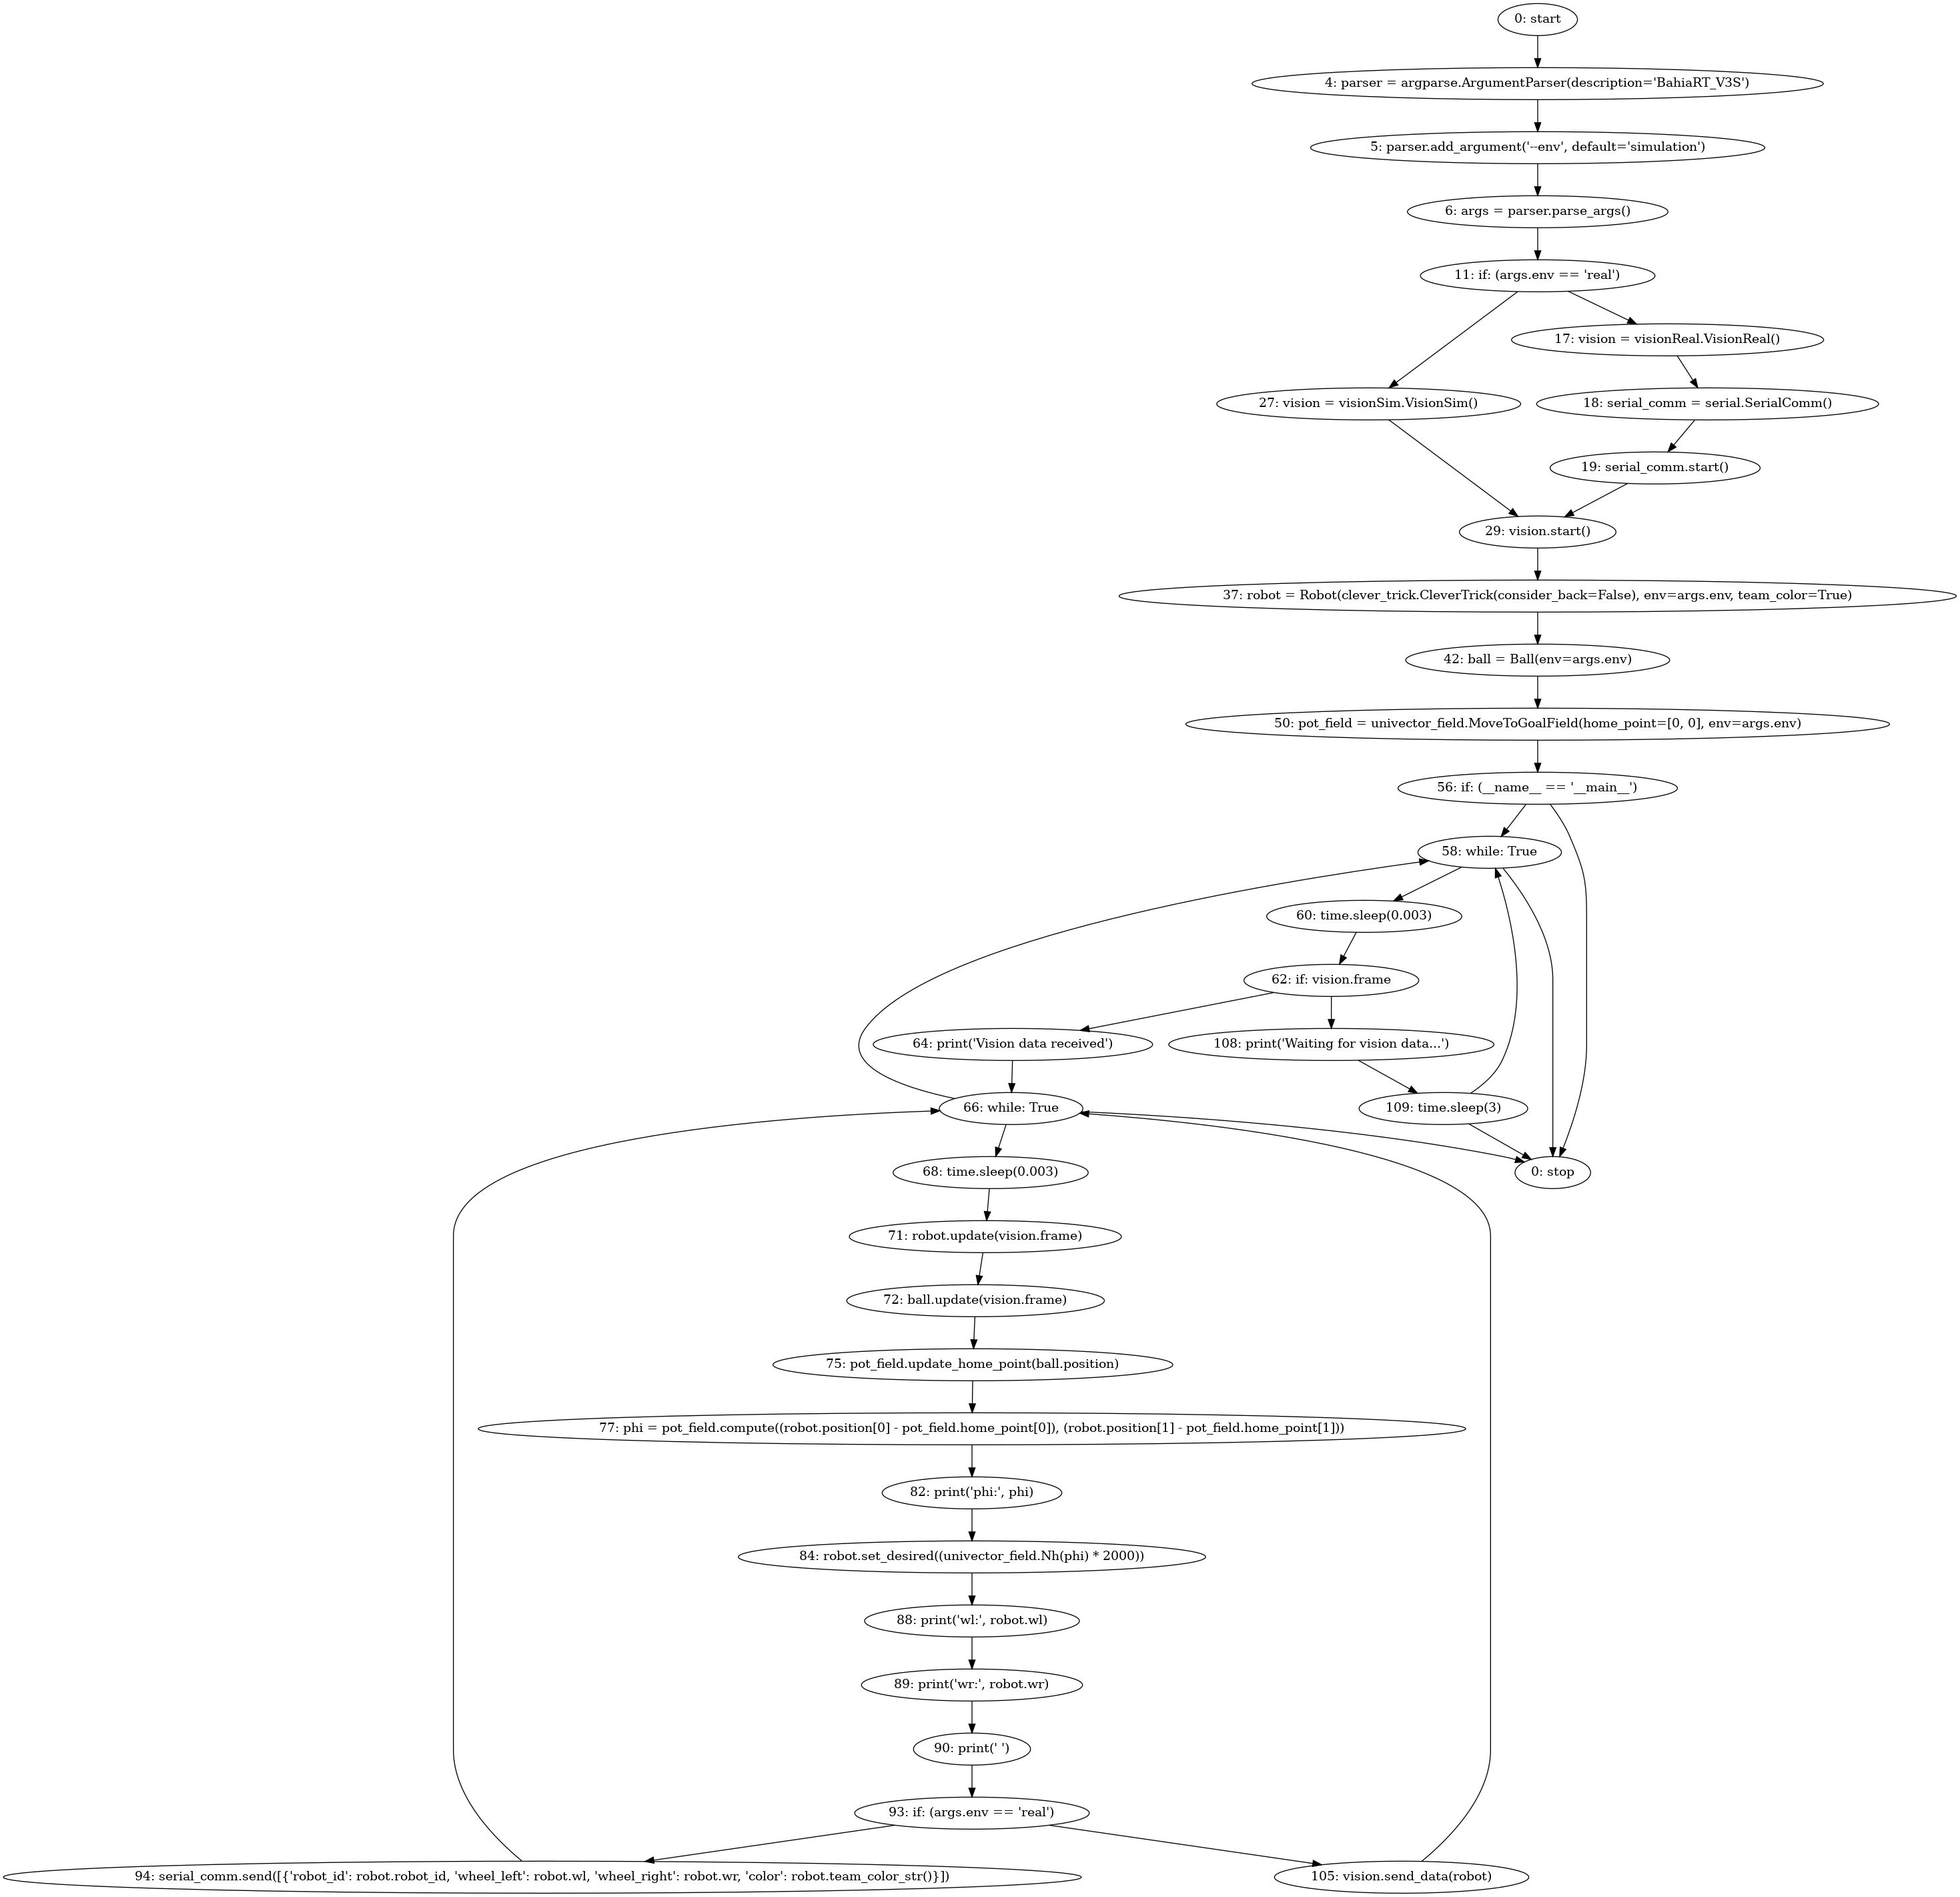 0: start
4: parser = argparse.ArgumentParser(description='BahiaRT_V3S')
5: parser.add_argument('--env', default='simulation')
6: args = parser.parse_args()
11: if: (args.env == 'real')
17: vision = visionReal.VisionReal()
27: vision = visionSim.VisionSim()
18: serial_comm = serial.SerialComm()
19: serial_comm.start()
29: vision.start()
37: robot = Robot(clever_trick.CleverTrick(consider_back=False), env=args.env, team_color=True)
42: ball = Ball(env=args.env)
50: pot_field = univector_field.MoveToGoalField(home_point=[0, 0], env=args.env)
56: if: (__name__ == '__main__')
58: while: True
60: time.sleep(0.003)
62: if: vision.frame
64: print('Vision data received')
108: print('Waiting for vision data...')
66: while: True
109: time.sleep(3)
68: time.sleep(0.003)
0: stop
71: robot.update(vision.frame)
72: ball.update(vision.frame)
75: pot_field.update_home_point(ball.position)
77: phi = pot_field.compute((robot.position[0] - pot_field.home_point[0]), (robot.position[1] - pot_field.home_point[1]))
82: print('phi:', phi)
84: robot.set_desired((univector_field.Nh(phi) * 2000))
88: print('wl:', robot.wl)
89: print('wr:', robot.wr)
90: print(' ')
93: if: (args.env == 'real')
94: serial_comm.send([{'robot_id': robot.robot_id, 'wheel_left': robot.wl, 'wheel_right': robot.wr, 'color': robot.team_color_str()}])
105: vision.send_data(robot)